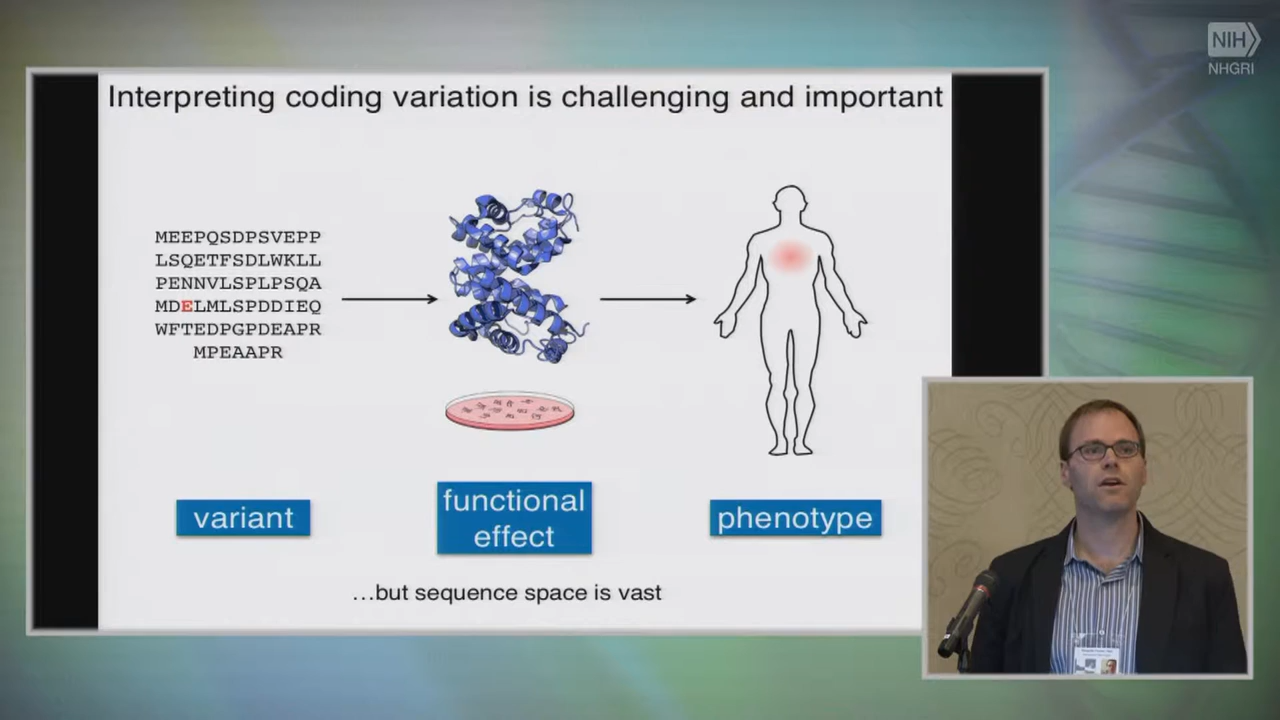 NIH
NHGRI
Interpreting coding variation is challenging and important
MEEPQSDPSVEPP
LSQETFSDLWKLL
PENNVLSPLPSQA
MDELMLSPDDIEQ
WFTEDPGPDEAPR
MPEAAPR
variant
functional
effect
phenotype
…but sequence space is vast